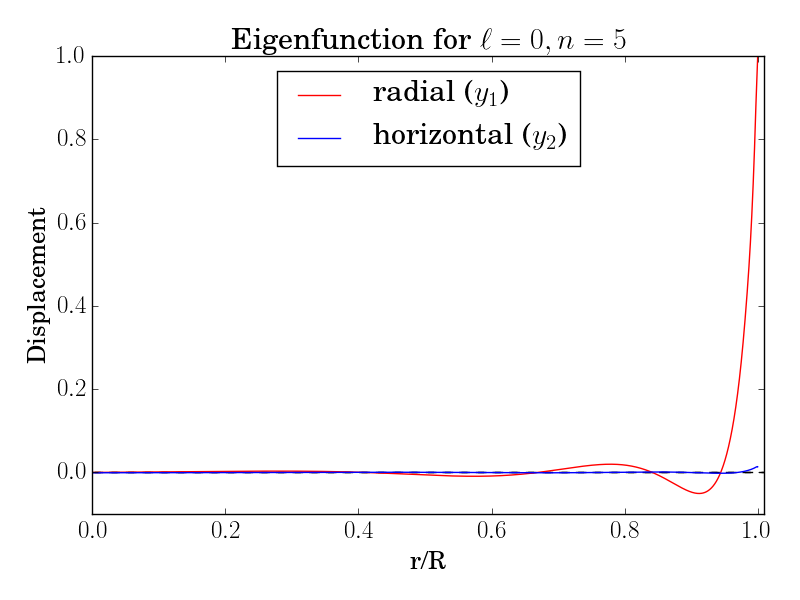 Eigenfunction for ℓ = 0, n = 5
radial (y₁)
horizontal (y₂)
1.0
0.8
0.6
0.4
0.2
0.0
Displacement
0.0 0.2 0.4 0.6 0.8 1.0
r/R